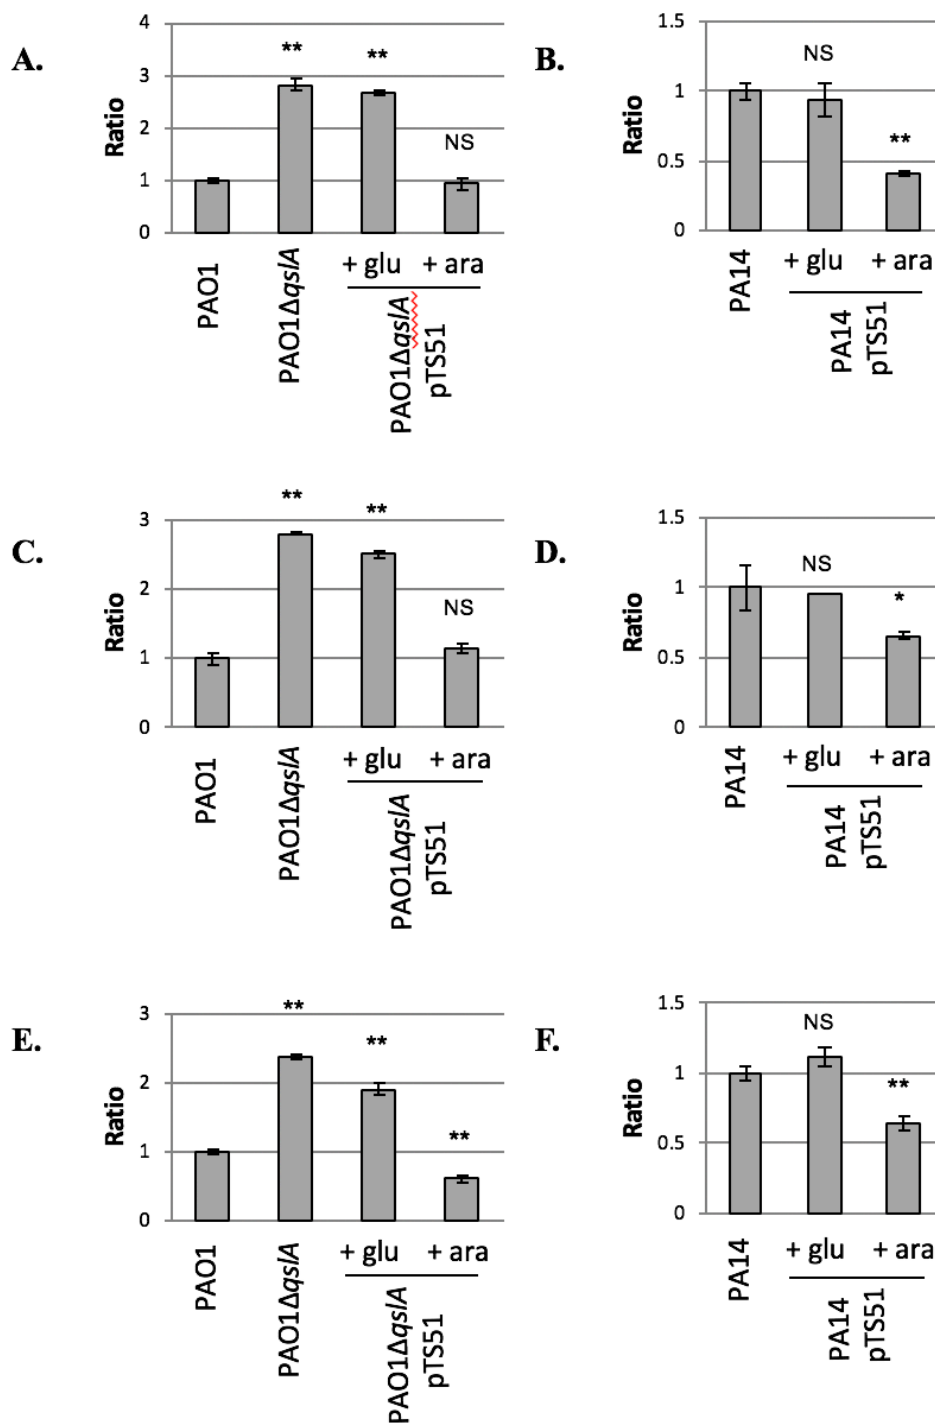 A.
Ratio
4
3
2
1
0
**
**
NS
PAO1
PAO1ΔqslA
+ glu
+ ara
PAO1ΔqslA
pTS51
B.
Ratio
1.5
1
0.5
0
NS
**
PA14
+ glu
+ ara
PA14
pTS51
C.
Ratio
3
2
1
0
**
**
NS
PAO1
PAO1ΔqslA
+ glu
+ ara
PAO1ΔqslA
pTS51
D.
Ratio
1.5
1
0.5
0
NS
*
PA14
+ glu
+ ara
PA14
pTS51
E.
Ratio
3
2
1
0
**
**
**
PAO1
PAO1ΔqslA
+ glu
+ ara
PAO1ΔqslA
pTS51
F.
Ratio
1.5
1
0.5
0
NS
**
PA14
+ glu
+ ara
PA14
pTS51